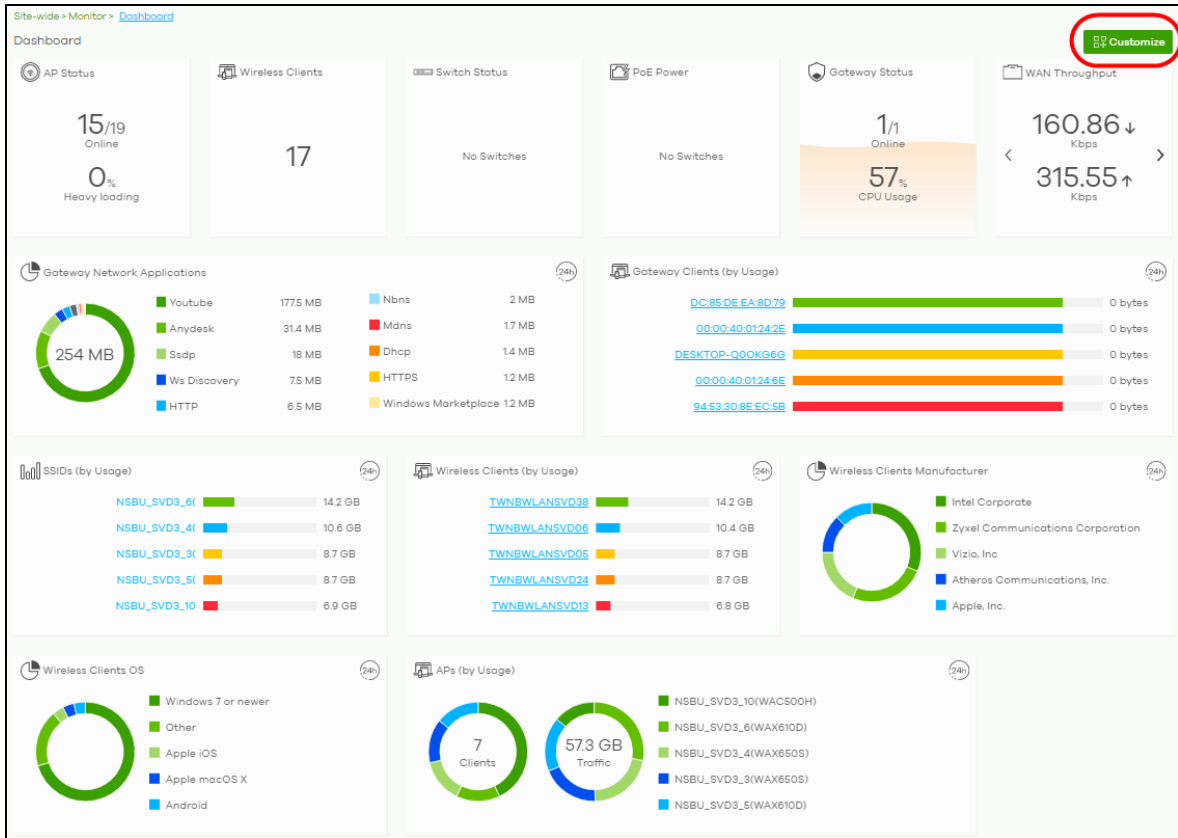 Site-wide > Monitor > Dashboard
Dashboard
Customize
AP Status
15/19
Online
0%
Heavy loading
Wireless Clients
17
Switch Status
No Switches
PoE Power
No Switches
Gateway Status
1/1
Online
57%
CPU Usage
WAN Throughput
160.86 ↓
Kbps
315.55 ↑
Kbps
Gateway Network Applications
24h
254 MB
Youtube 177.5 MB
Anydesk 31.4 MB
Ssdp 18 MB
Ws Discovery 7.5 MB
HTTP 6.5 MB
Nbns 2 MB
Mdns 1.7 MB
Dhcp 1.4 MB
HTTPS 1.2 MB
Windows Marketplace 1.2 MB
Gateway Clients (by Usage)
24h
DC:85:DE:EA:8D:79 0 bytes
00:00:40:01:24:2E 0 bytes
DESKTOP-Q0OKG6G 0 bytes
00:00:40:01:24:6E 0 bytes
94:53:30:8E:EC:5B 0 bytes
SSIDs (by Usage)
24h
NSBU_SVD3_6( 14.2 GB
NSBU_SVD3_4( 10.6 GB
NSBU_SVD3_3( 8.7 GB
NSBU_SVD3_5( 8.7 GB
NSBU_SVD3_10 6.9 GB
Wireless Clients (by Usage)
24h
TWNBWLANSVD38 14.2 GB
TWNBWLANSVD06 10.4 GB
TWNBWLANSVD05 8.7 GB
TWNBWLANSVD24 8.7 GB
TWNBWLANSVD13 6.8 GB
Wireless Clients Manufacturer
24h
Intel Corporate
Zyxel Communications Corporation
Vizio, Inc
Atheros Communications, Inc.
Apple, Inc.
Wireless Clients OS
24h
Windows 7 or newer
Other
Apple iOS
Apple macOS X
Android
APs (by Usage)
24h
7
Clients
57.3 GB
Traffic
NSBU_SVD3_10(WAC500H)
NSBU_SVD3_6(WAX610D)
NSBU_SVD3_4(WAX650S)
NSBU_SVD3_3(WAX650S)
NSBU_SVD3_5(WAX610D)